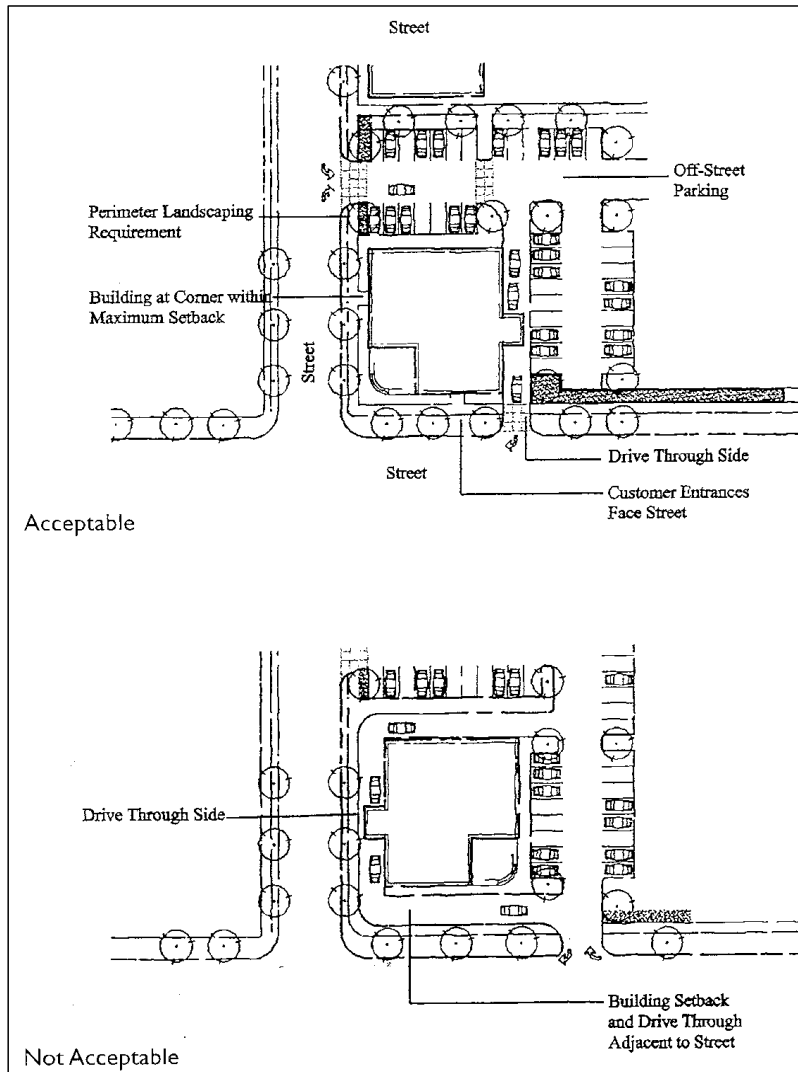 Street
Off-Street
Parking
Perimeter Landscaping
Requirement
Building at Corner within
Maximum Setback
Street
Drive Through Side
Street
Customer Entrances
Face Street
Acceptable
Drive Through Side
Building Setback
and Drive Through
Adjacent to Street
Not Acceptable